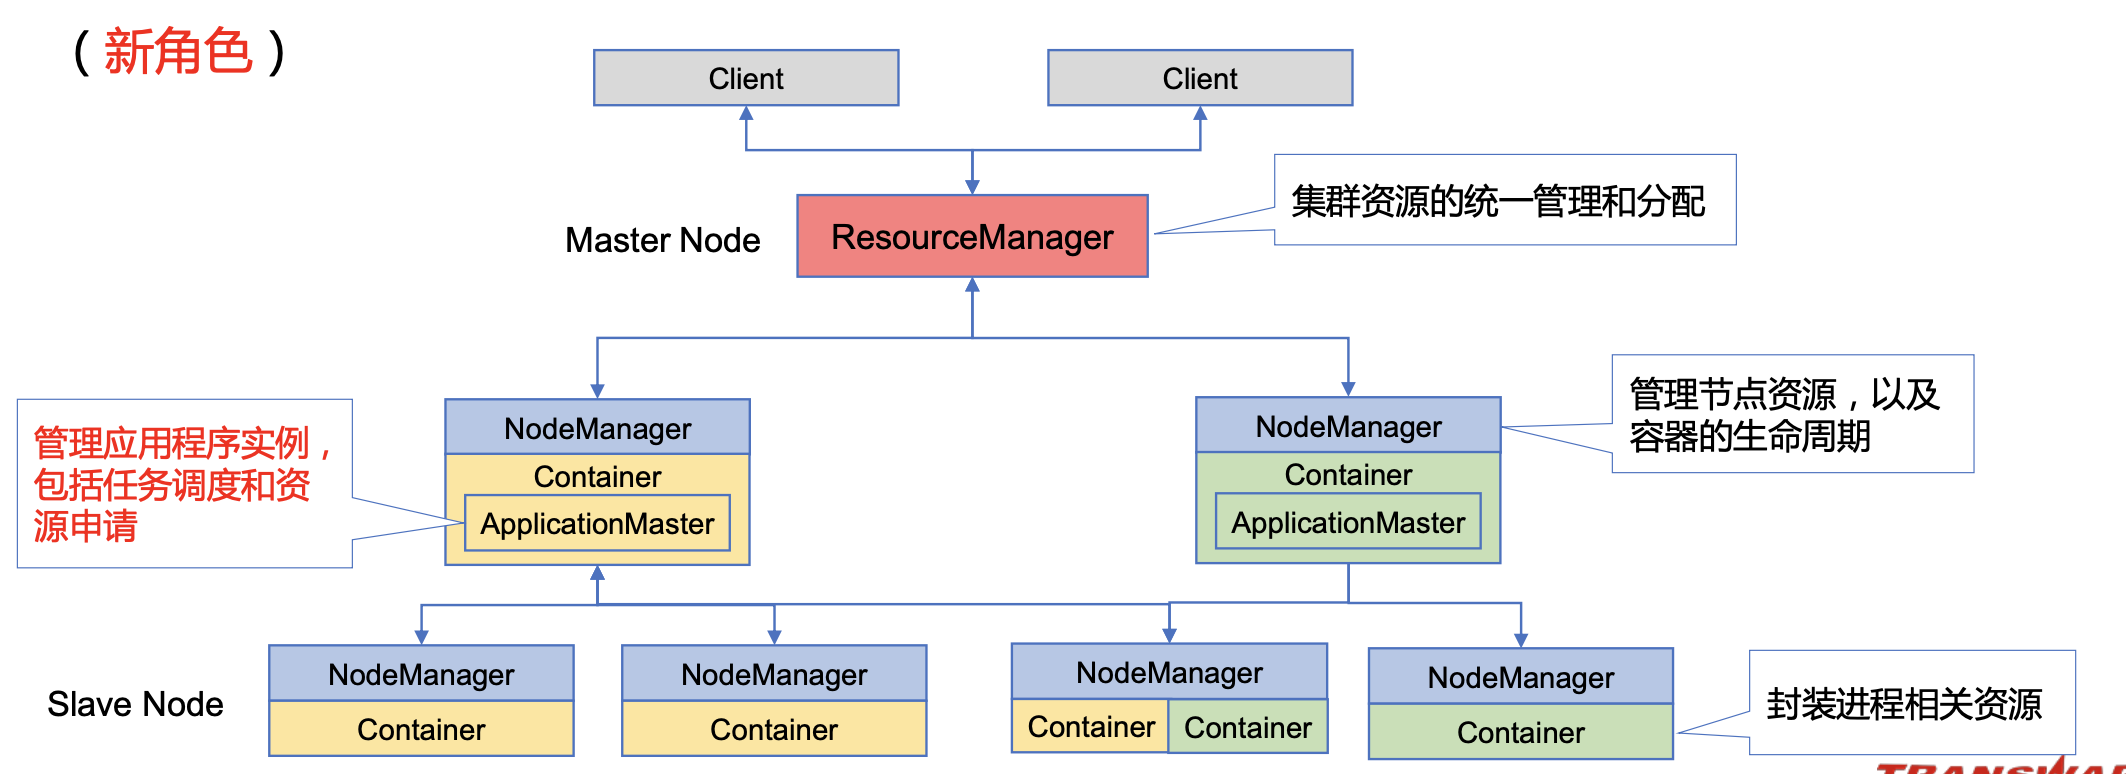 （新角色）
Client
Client
集群资源的统一管理和分配
Master Node
ResourceManager
管理节点资源，以及
容器的生命周期
管理应用程序实例，
包括任务调度和资
源申请
NodeManager
Container
ApplicationMaster
NodeManager
Container
ApplicationMaster
Slave Node
NodeManager
Container
NodeManager
Container
NodeManager
Container
Container
NodeManager
Container
封装进程相关资源